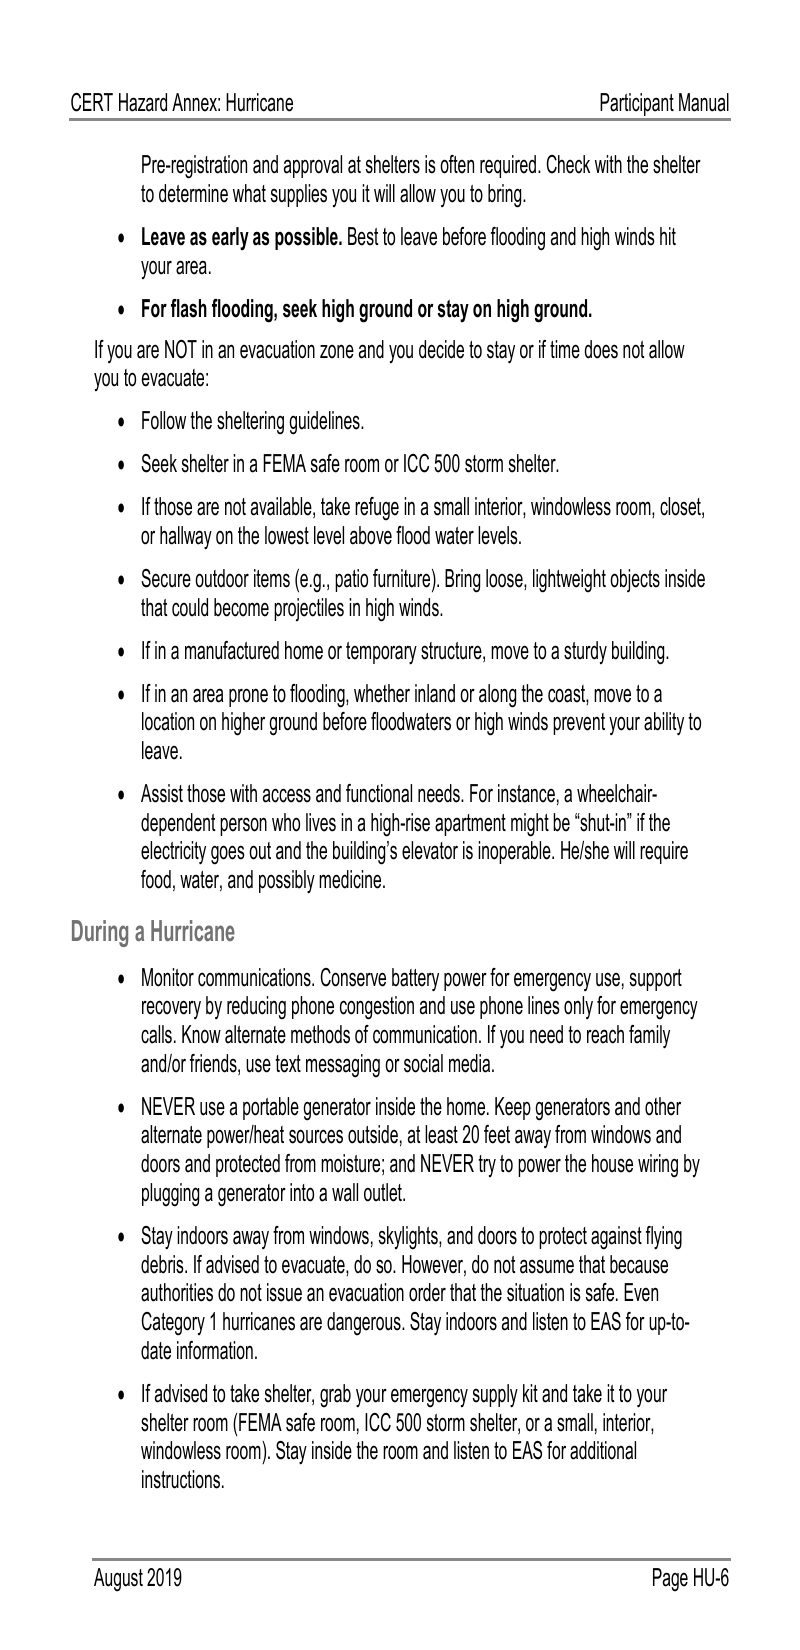 CERT Hazard Annex: Hurricane Participant Manual
Pre-registration and approval at shelters is often required. Check with the shelter
to determine what supplies you it will allow you to bring.
• Leave as early as possible. Best to leave before flooding and high winds hit
your area.
• For flash flooding, seek high ground or stay on high ground.
If you are NOT in an evacuation zone and you decide to stay or if time does not allow
you to evacuate:
• Follow the sheltering guidelines.
• Seek shelter in a FEMA safe room or ICC 500 storm shelter.
• If those are not available, take refuge in a small interior, windowless room, closet,
or hallway on the lowest level above flood water levels.
• Secure outdoor items (e.g., patio furniture). Bring loose, lightweight objects inside
that could become projectiles in high winds.
• If in a manufactured home or temporary structure, move to a sturdy building.
• If in an area prone to flooding, whether inland or along the coast, move to a
location on higher ground before floodwaters or high winds prevent your ability to
leave.
• Assist those with access and functional needs. For instance, a wheelchair-
dependent person who lives in a high-rise apartment might be “shut-in” if the
electricity goes out and the building’s elevator is inoperable. He/she will require
food, water, and possibly medicine.
During a Hurricane
• Monitor communications. Conserve battery power for emergency use, support
recovery by reducing phone congestion and use phone lines only for emergency
calls. Know alternate methods of communication. If you need to reach family
and/or friends, use text messaging or social media.
• NEVER use a portable generator inside the home. Keep generators and other
alternate power/heat sources outside, at least 20 feet away from windows and
doors and protected from moisture; and NEVER try to power the house wiring by
plugging a generator into a wall outlet.
• Stay indoors away from windows, skylights, and doors to protect against flying
debris. If advised to evacuate, do so. However, do not assume that because
authorities do not issue an evacuation order that the situation is safe. Even
Category 1 hurricanes are dangerous. Stay indoors and listen to EAS for up-to-
date information.
• If advised to take shelter, grab your emergency supply kit and take it to your
shelter room (FEMA safe room, ICC 500 storm shelter, or a small, interior,
windowless room). Stay inside the room and listen to EAS for additional
instructions.
August 2019 Page HU-6